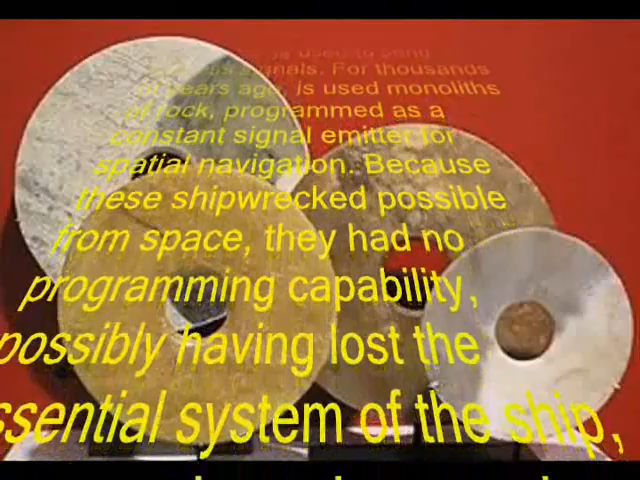 is used to send
signals. For thousands
of years ago, is used monoliths
of rock, programmed as a
constant signal emitter for
spatial navigation. Because
these shipwrecked possible
from space, they had no
programming capability,
possibly having lost the
ssential system of the ship,